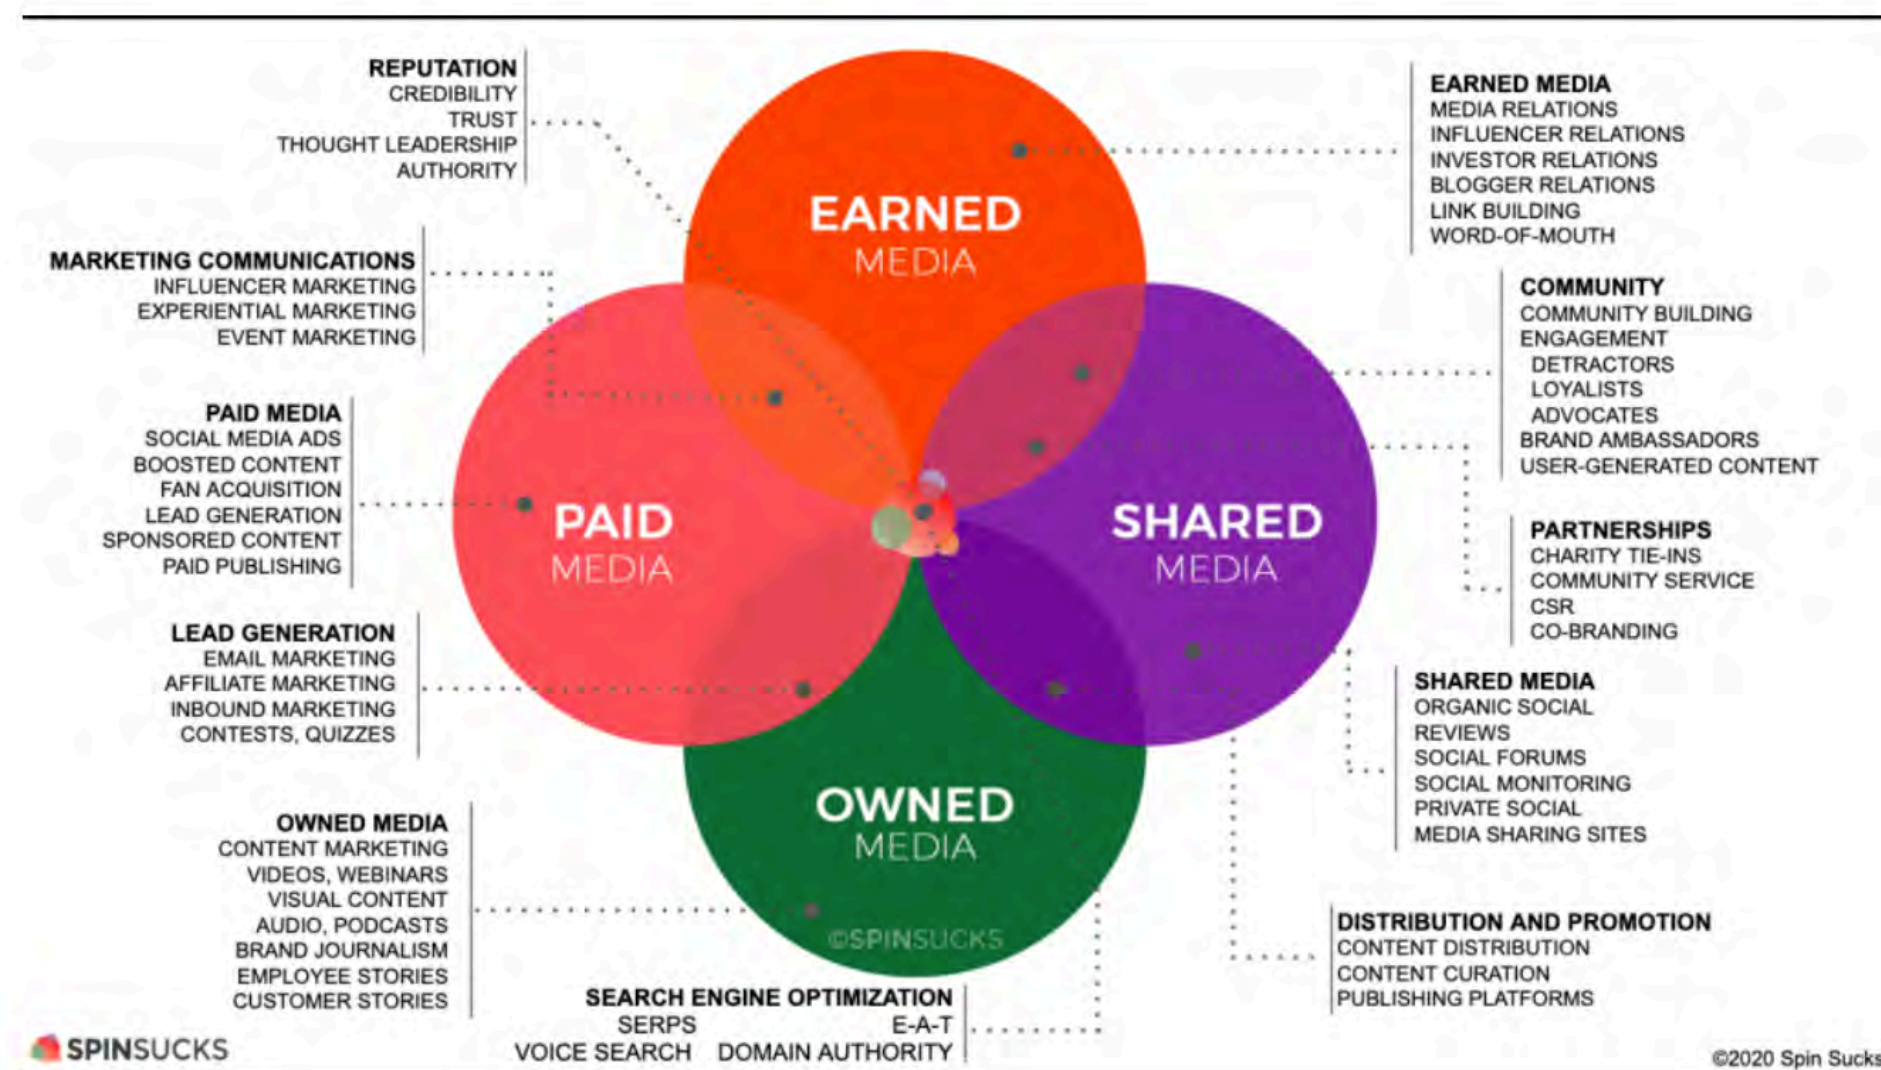 REPUTATION
CREDIBILITY
TRUST
THOUGHT LEADERSHIP
AUTHORITY
MARKETING COMMUNICATIONS
INFLUENCER MARKETING
EXPERIENTIAL MARKETING
EVENT MARKETING
PAID MEDIA
SOCIAL MEDIA ADS
BOOSTED CONTENT
FAN ACQUISITION
LEAD GENERATION
SPONSORED CONTENT
PAID PUBLISHING
LEAD GENERATION
EMAIL MARKETING
AFFILIATE MARKETING
INBOUND MARKETING
CONTESTS, QUIZZES
OWNED MEDIA
CONTENT MARKETING
VIDEOS, WEBINARS
VISUAL CONTENT
AUDIO, PODCASTS
BRAND JOURNALISM
EMPLOYEE STORIES
CUSTOMER STORIES
EARNED
MEDIA
PAID
MEDIA
SHARED
MEDIA
OWNED
MEDIA
©SPINSUCKS
SEARCH ENGINE OPTIMIZATION
SERPS E-A-T
VOICE SEARCH DOMAIN AUTHORITY
EARNED MEDIA
MEDIA RELATIONS
INFLUENCER RELATIONS
INVESTOR RELATIONS
BLOGGER RELATIONS
LINK BUILDING
WORD-OF-MOUTH
COMMUNITY
COMMUNITY BUILDING
ENGAGEMENT
DETRACTORS
LOYALISTS
ADVOCATES
BRAND AMBASSADORS
USER-GENERATED CONTENT
PARTNERSHIPS
CHARITY TIE-INS
COMMUNITY SERVICE
CSR
CO-BRANDING
SHARED MEDIA
ORGANIC SOCIAL
REVIEWS
SOCIAL FORUMS
SOCIAL MONITORING
PRIVATE SOCIAL
MEDIA SHARING SITES
DISTRIBUTION AND PROMOTION
CONTENT DISTRIBUTION
CONTENT CURATION
PUBLISHING PLATFORMS
SPINSUCKS
©2020 Spin Sucks